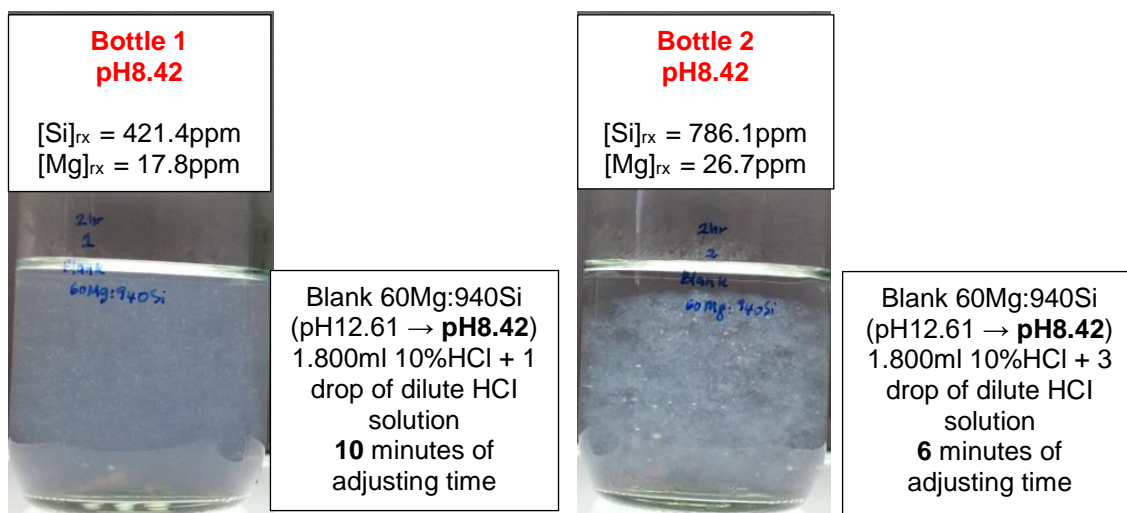 Bottle 1
pH8.42
[Si]rx = 421.4ppm
[Mg]rx = 17.8ppm
2hr
1
Blank
60Mg:940Si
Blank 60Mg:940Si
(pH12.61 → pH8.42)
1.800ml 10%HCl + 1
drop of dilute HCl
solution
10 minutes of
adjusting time
Bottle 2
pH8.42
[Si]rx = 786.1ppm
[Mg]rx = 26.7ppm
2hr
2
Blank
60Mg:940Si
Blank 60Mg:940Si
(pH12.61 → pH8.42)
1.800ml 10%HCl + 3
drop of dilute HCl
solution
6 minutes of
adjusting time